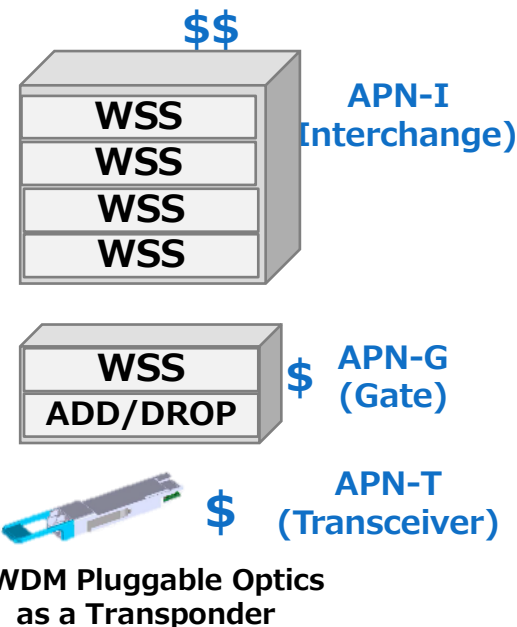 $$
APN-I
Interchange)
WSS
WSS
WSS
WSS
WSS
ADD/DROP
$
APN-G
(Gate)
$
APN-T
(Transceiver)
WDM Pluggable Optics
as a Transponder